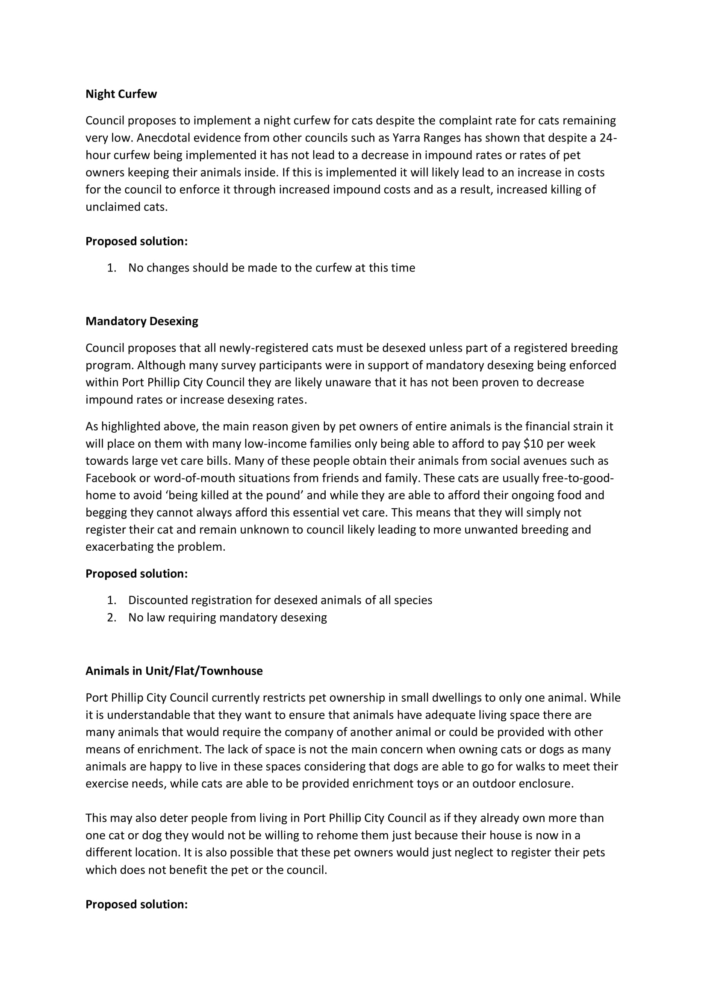 Night Curfew
Council proposes to implement a night curfew for cats despite the complaint rate for cats remaining
very low. Anecdotal evidence from other councils such as Yarra Ranges has shown that despite a 24-
hour curfew being implemented it has not lead to a decrease in impound rates or rates of pet
owners keeping their animals inside. If this is implemented it will likely lead to an increase in costs
for the council to enforce it through increased impound costs and as a result, increased killing of
unclaimed cats.
Proposed solution:
1. No changes should be made to the curfew at this time
Mandatory Desexing
Council proposes that all newly-registered cats must be desexed unless part of a registered breeding
program. Although many survey participants were in support of mandatory desexing being enforced
within Port Phillip City Council they are likely unaware that it has not been proven to decrease
impound rates or increase desexing rates.
As highlighted above, the main reason given by pet owners of entire animals is the financial strain it
will place on them with many low-income families only being able to afford to pay $10 per week
towards large vet care bills. Many of these people obtain their animals from social avenues such as
Facebook or word-of-mouth situations from friends and family. These cats are usually free-to-good-
home to avoid ‘being killed at the pound’ and while they are able to afford their ongoing food and
begging they cannot always afford this essential vet care. This means that they will simply not
register their cat and remain unknown to council likely leading to more unwanted breeding and
exacerbating the problem.
Proposed solution:
1. Discounted registration for desexed animals of all species
2. No law requiring mandatory desexing
Animals in Unit/Flat/Townhouse
Port Phillip City Council currently restricts pet ownership in small dwellings to only one animal. While
it is understandable that they want to ensure that animals have adequate living space there are
many animals that would require the company of another animal or could be provided with other
means of enrichment. The lack of space is not the main concern when owning cats or dogs as many
animals are happy to live in these spaces considering that dogs are able to go for walks to meet their
exercise needs, while cats are able to be provided enrichment toys or an outdoor enclosure.
This may also deter people from living in Port Phillip City Council as if they already own more than
one cat or dog they would not be willing to rehome them just because their house is now in a
different location. It is also possible that these pet owners would just neglect to register their pets
which does not benefit the pet or the council.
Proposed solution: